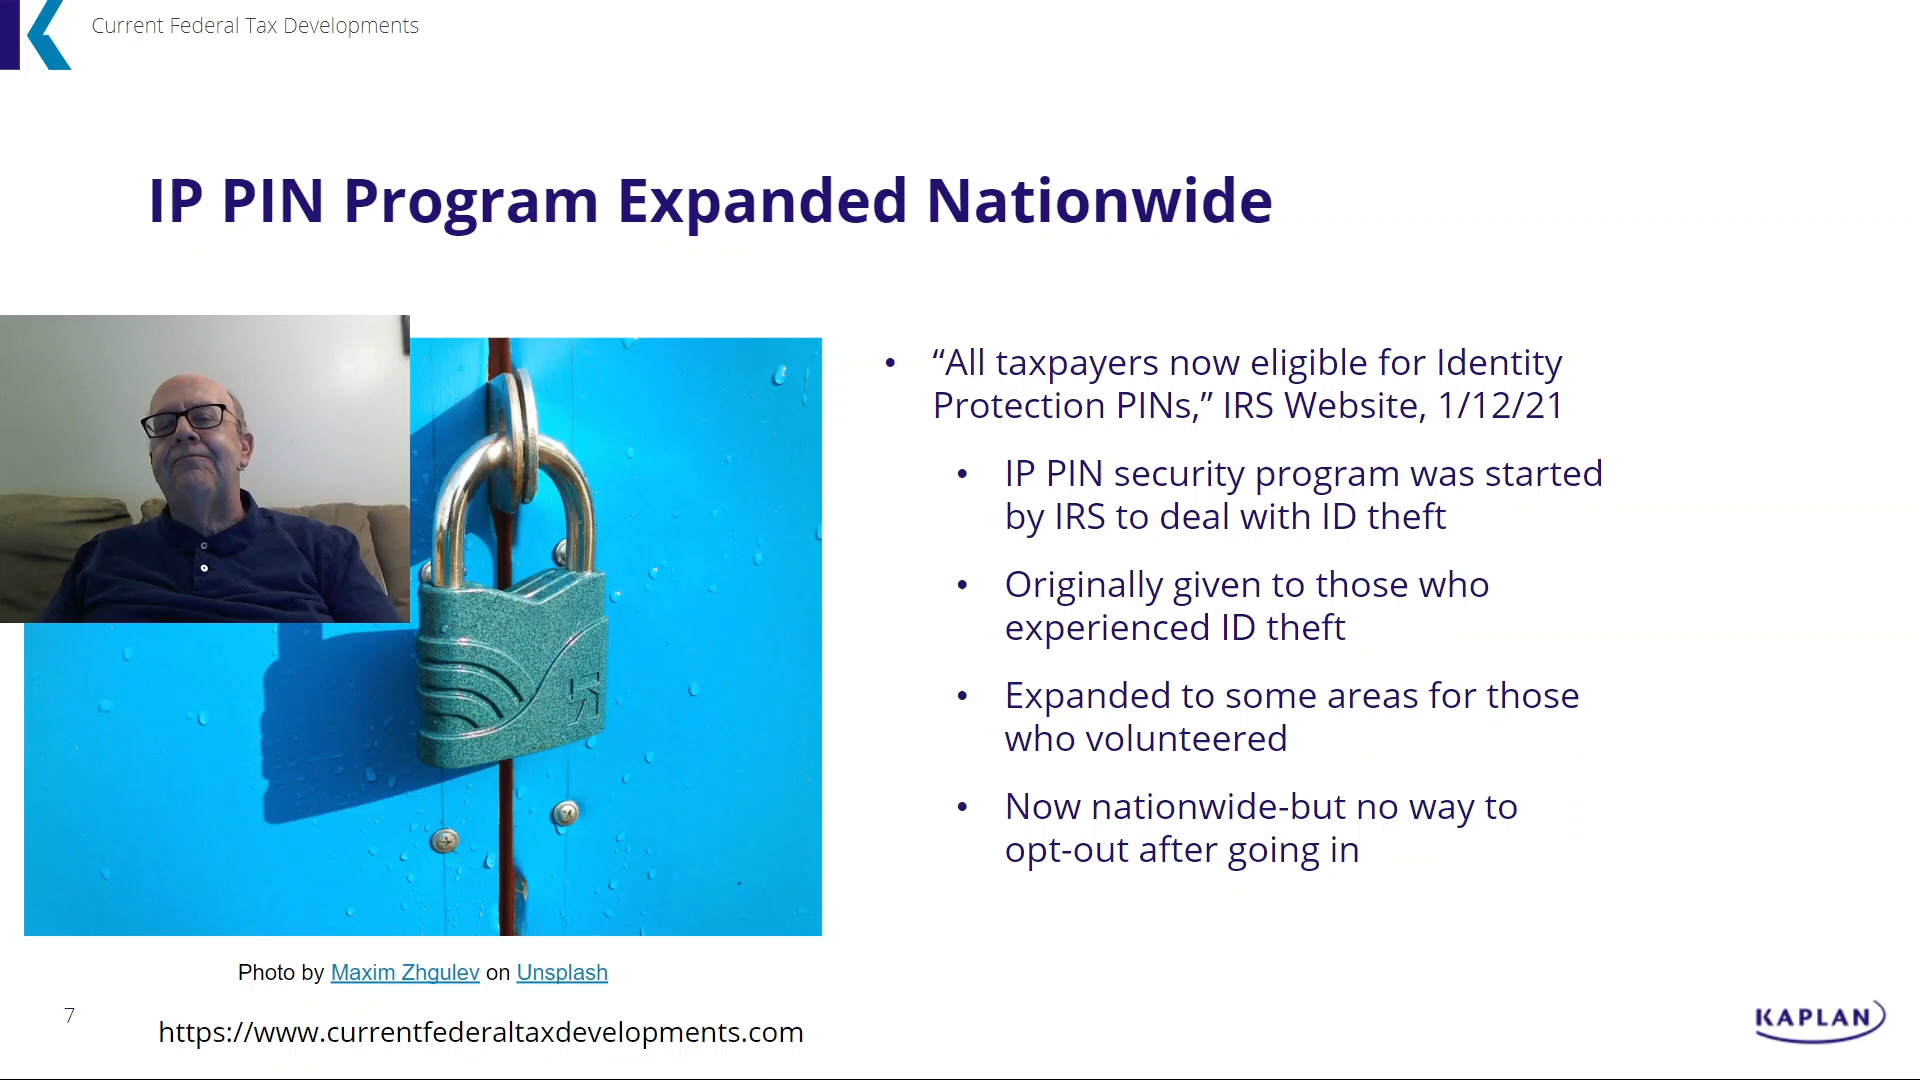 Current Federal Tax Developments
IP PIN Program Expanded Nationwide
• “All taxpayers now eligible for Identity
Protection PINs,” IRS Website, 1/12/21
• IP PIN security program was started
by IRS to deal with ID theft
• Originally given to those who
experienced ID theft
• Expanded to some areas for those
who volunteered
• Now nationwide-but no way to
opt-out after going in
Photo by Maxim Zhgulev on Unsplash
7
https://www.currentfederaltaxdevelopments.com
KAPLAN